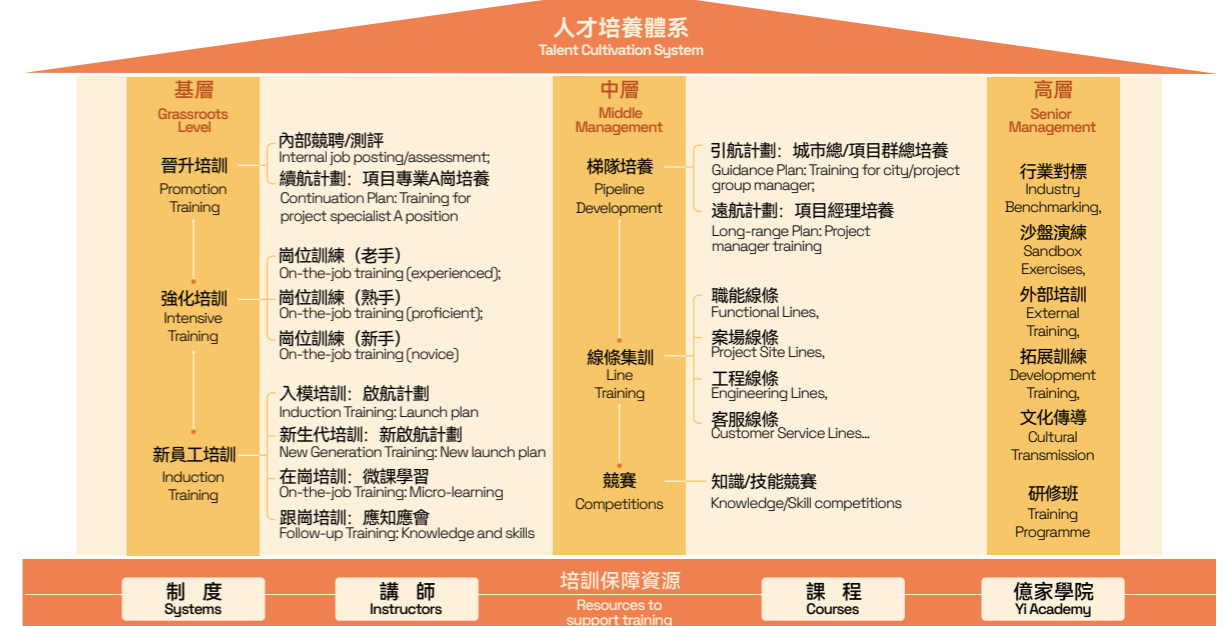 人才培養體系
Talent Cultivation System
基層
Grassroots
Level
晉升培訓
Promotion
Training
內部競聘/測評
Internal job posting/assessment;
續航計劃：項目專業A崗培養
Continuation Plan: Training for
project specialist A position
強化培訓
Intensive
Training
崗位訓練（老手）
On-the-job training (experienced);
崗位訓練（熟手）
On-the-job training (proficient);
崗位訓練（新手）
On-the-job training (novice)
新員工培訓
Induction
Training
入模培訓：啟航計劃
Induction Training: Launch plan
新生代培訓：新啟航計劃
New Generation Training: New launch plan
在崗培訓：微課學習
On-the-job Training: Micro-learning
跟崗培訓：應知應會
Follow-up Training: Knowledge and skills
中層
Middle
Management
梯隊培養
Pipeline
Development
引航計劃：城市總/項目群總培養
Guidance Plan: Training for city/project
group manager;
遠航計劃：項目經理培養
Long-range Plan: Project
manager training
線條集訓
Line
Training
職能線條
Functional Lines,
案場線條
Project Site Lines,
工程線條
Engineering Lines,
客服線條
Customer Service Lines...
競賽
Competitions
知識/技能競賽
Knowledge/Skill competitions
高層
Senior
Management
行業對標
Industry
Benchmarking,
沙盤演練
Sandbox
Exercises,
外部培訓
External
Training,
拓展訓練
Development
Training,
文化傳導
Cultural
Transmission
研修班
Training
Programme
制 度
Systems
講 師
Instructors
培訓保障資源
Resources to
support training
課 程
Courses
億家學院
Yi Academy